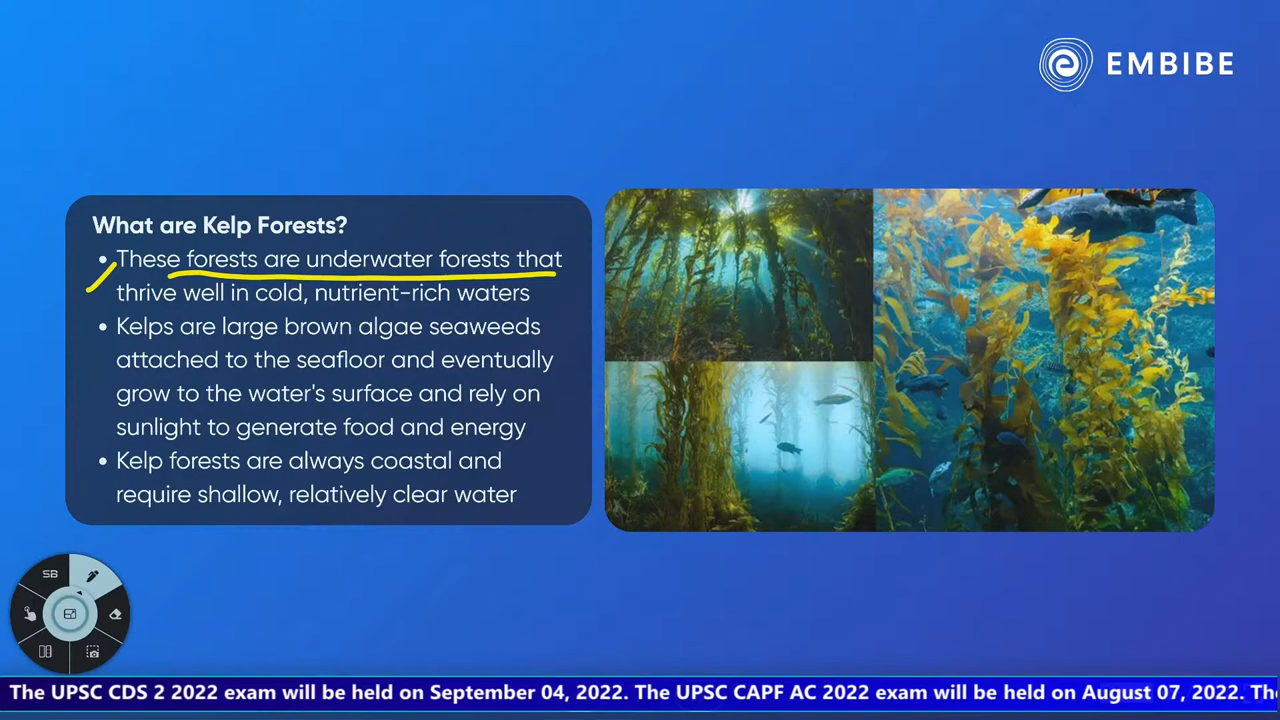 EMBIBE
What are Kelp Forests?
• These forests are underwater forests that
thrive well in cold, nutrient-rich waters
• Kelps are large brown algae seaweeds
attached to the seafloor and eventually
grow to the water's surface and rely on
sunlight to generate food and energy
• Kelp forests are always coastal and
require shallow, relatively clear water
SB
The UPSC CDS 2 2022 exam will be held on September 04, 2022. The UPSC CAPF AC 2022 exam will be held on August 07, 2022. The